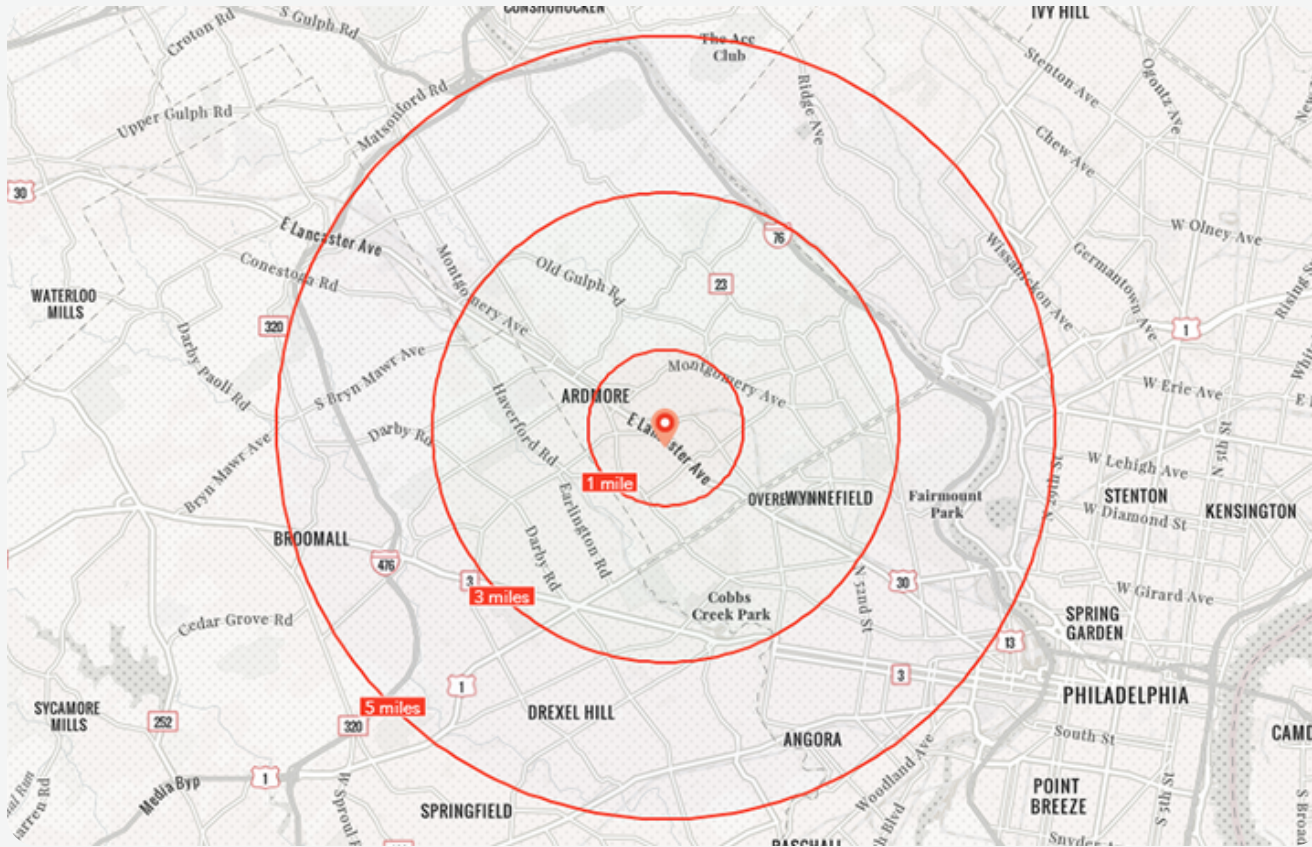 CONSHOHOCKEN
IVY HILL
S Gulph Rd
Croton Rd
The Ace
Club
Stenton Ave
Ogontz Ave
Matsonford Rd
Ridge Ave
Upper Gulph Rd
Chew Ave
30
E Lancaster Ave
76
W Olney Ave
Conestoga Rd
Montgomery Ave
Old Gulph Rd
23
Wissahickon Ave
Germantown Ave
WATERLOO
MILLS
320
1
Darby Paoli Rd
S Bryn Mawr Ave
Montgomery Ave
ARDMORE
W Erie Ave
Haverford Rd
E Lancaster Ave
Darby Rd
Bryn Mawr Ave
N 29th St
N 5th St
W Lehigh Ave
1 mile
WYNNEFIELD
Fairmount
Park
STENTON
W Diamond St
KENSINGTON
Earlington Rd
BROOMALL
476
Darby Rd
3
3 miles
N 52nd St
30
W Girard Ave
Cobbs
Creek Park
Cedar Grove Rd
SPRING
GARDEN
13
1
3
PHILADELPHIA
5 miles
SYCAMORE
MILLS
252
320
DREXEL HILL
ANGORA
South St
1
Media Byp
Woodland Ave
POINT
BREEZE
S 5th St
SPRINGFIELD